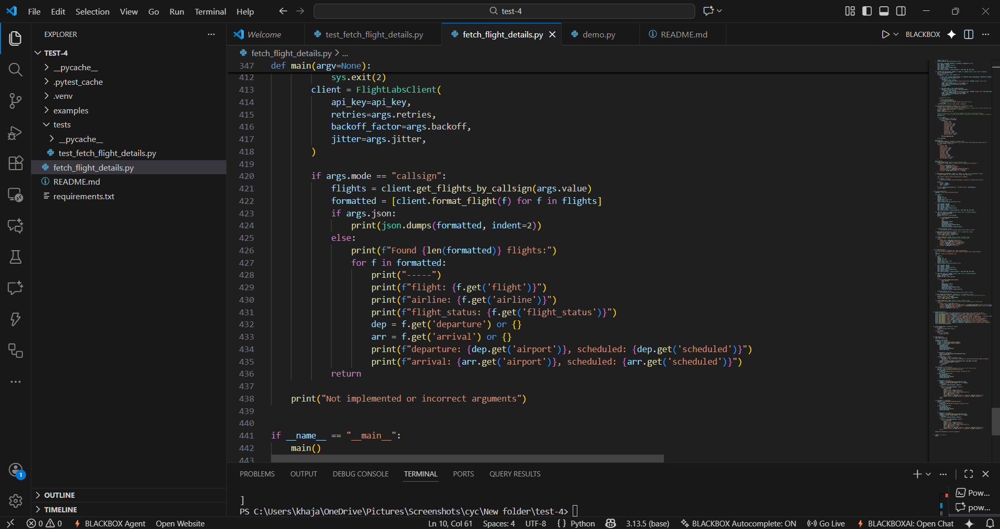 File Edit Selection View Go Run Terminal Help
test-4
EXPLORER
Welcome
test_fetch_flight_details.py
fetch_flight_details.py
demo.py
README.md
BLACKBOX
TEST-4
__pycache__
.pytest_cache
.venv
examples
tests
__pycache__
test_fetch_flight_details.py
fetch_flight_details.py
README.md
requirements.txt
OUTLINE
TIMELINE
1
fetch_flight_details.py > ...
347 def main(argv=None):
412 sys.exit(2)
413 client = FlightLabsClient(
414 api_key=api_key,
415 retries=args.retries,
416 backoff_factor=args.backoff,
417 jitter=args.jitter,
418 )
419
420 if args.mode == "callsign":
421 flights = client.get_flights_by_callsign(args.value)
422 formatted = [client.format_flight(f) for f in flights]
423 if args.json:
424 print(json.dumps(formatted, indent=2))
425 else:
426 print(f"Found {len(formatted)} flights:")
427 for f in formatted:
428 print("-----")
429 print(f"flight: {f.get('flight')}")
430 print(f"airline: {f.get('airline')}")
431 print(f"flight_status: {f.get('flight_status')}")
432 dep = f.get('departure') or {}
433 arr = f.get('arrival') or {}
434 print(f"departure: {dep.get('airport')}, scheduled: {dep.get('scheduled')}")
435 print(f"arrival: {arr.get('airport')}, scheduled: {arr.get('scheduled')}")
436 return
437
438 print("Not implemented or incorrect arguments")
439
440
441 if __name__ == "__main__":
442 main()
443
PROBLEMS OUTPUT DEBUG CONSOLE TERMINAL PORTS QUERY RESULTS
]
PS C:\Users\khaja\OneDrive\Pictures\Screenshots\cyc\New folder\test-4>
Pow...
pow...
0 0 BLACKBOX Agent Open Website Ln 10, Col 61 Spaces: 4 UTF-8 { } Python 3.13.5 (base) BLACKBOX Autocomplete: ON Go Live BLACKBOXAI: Open Chat